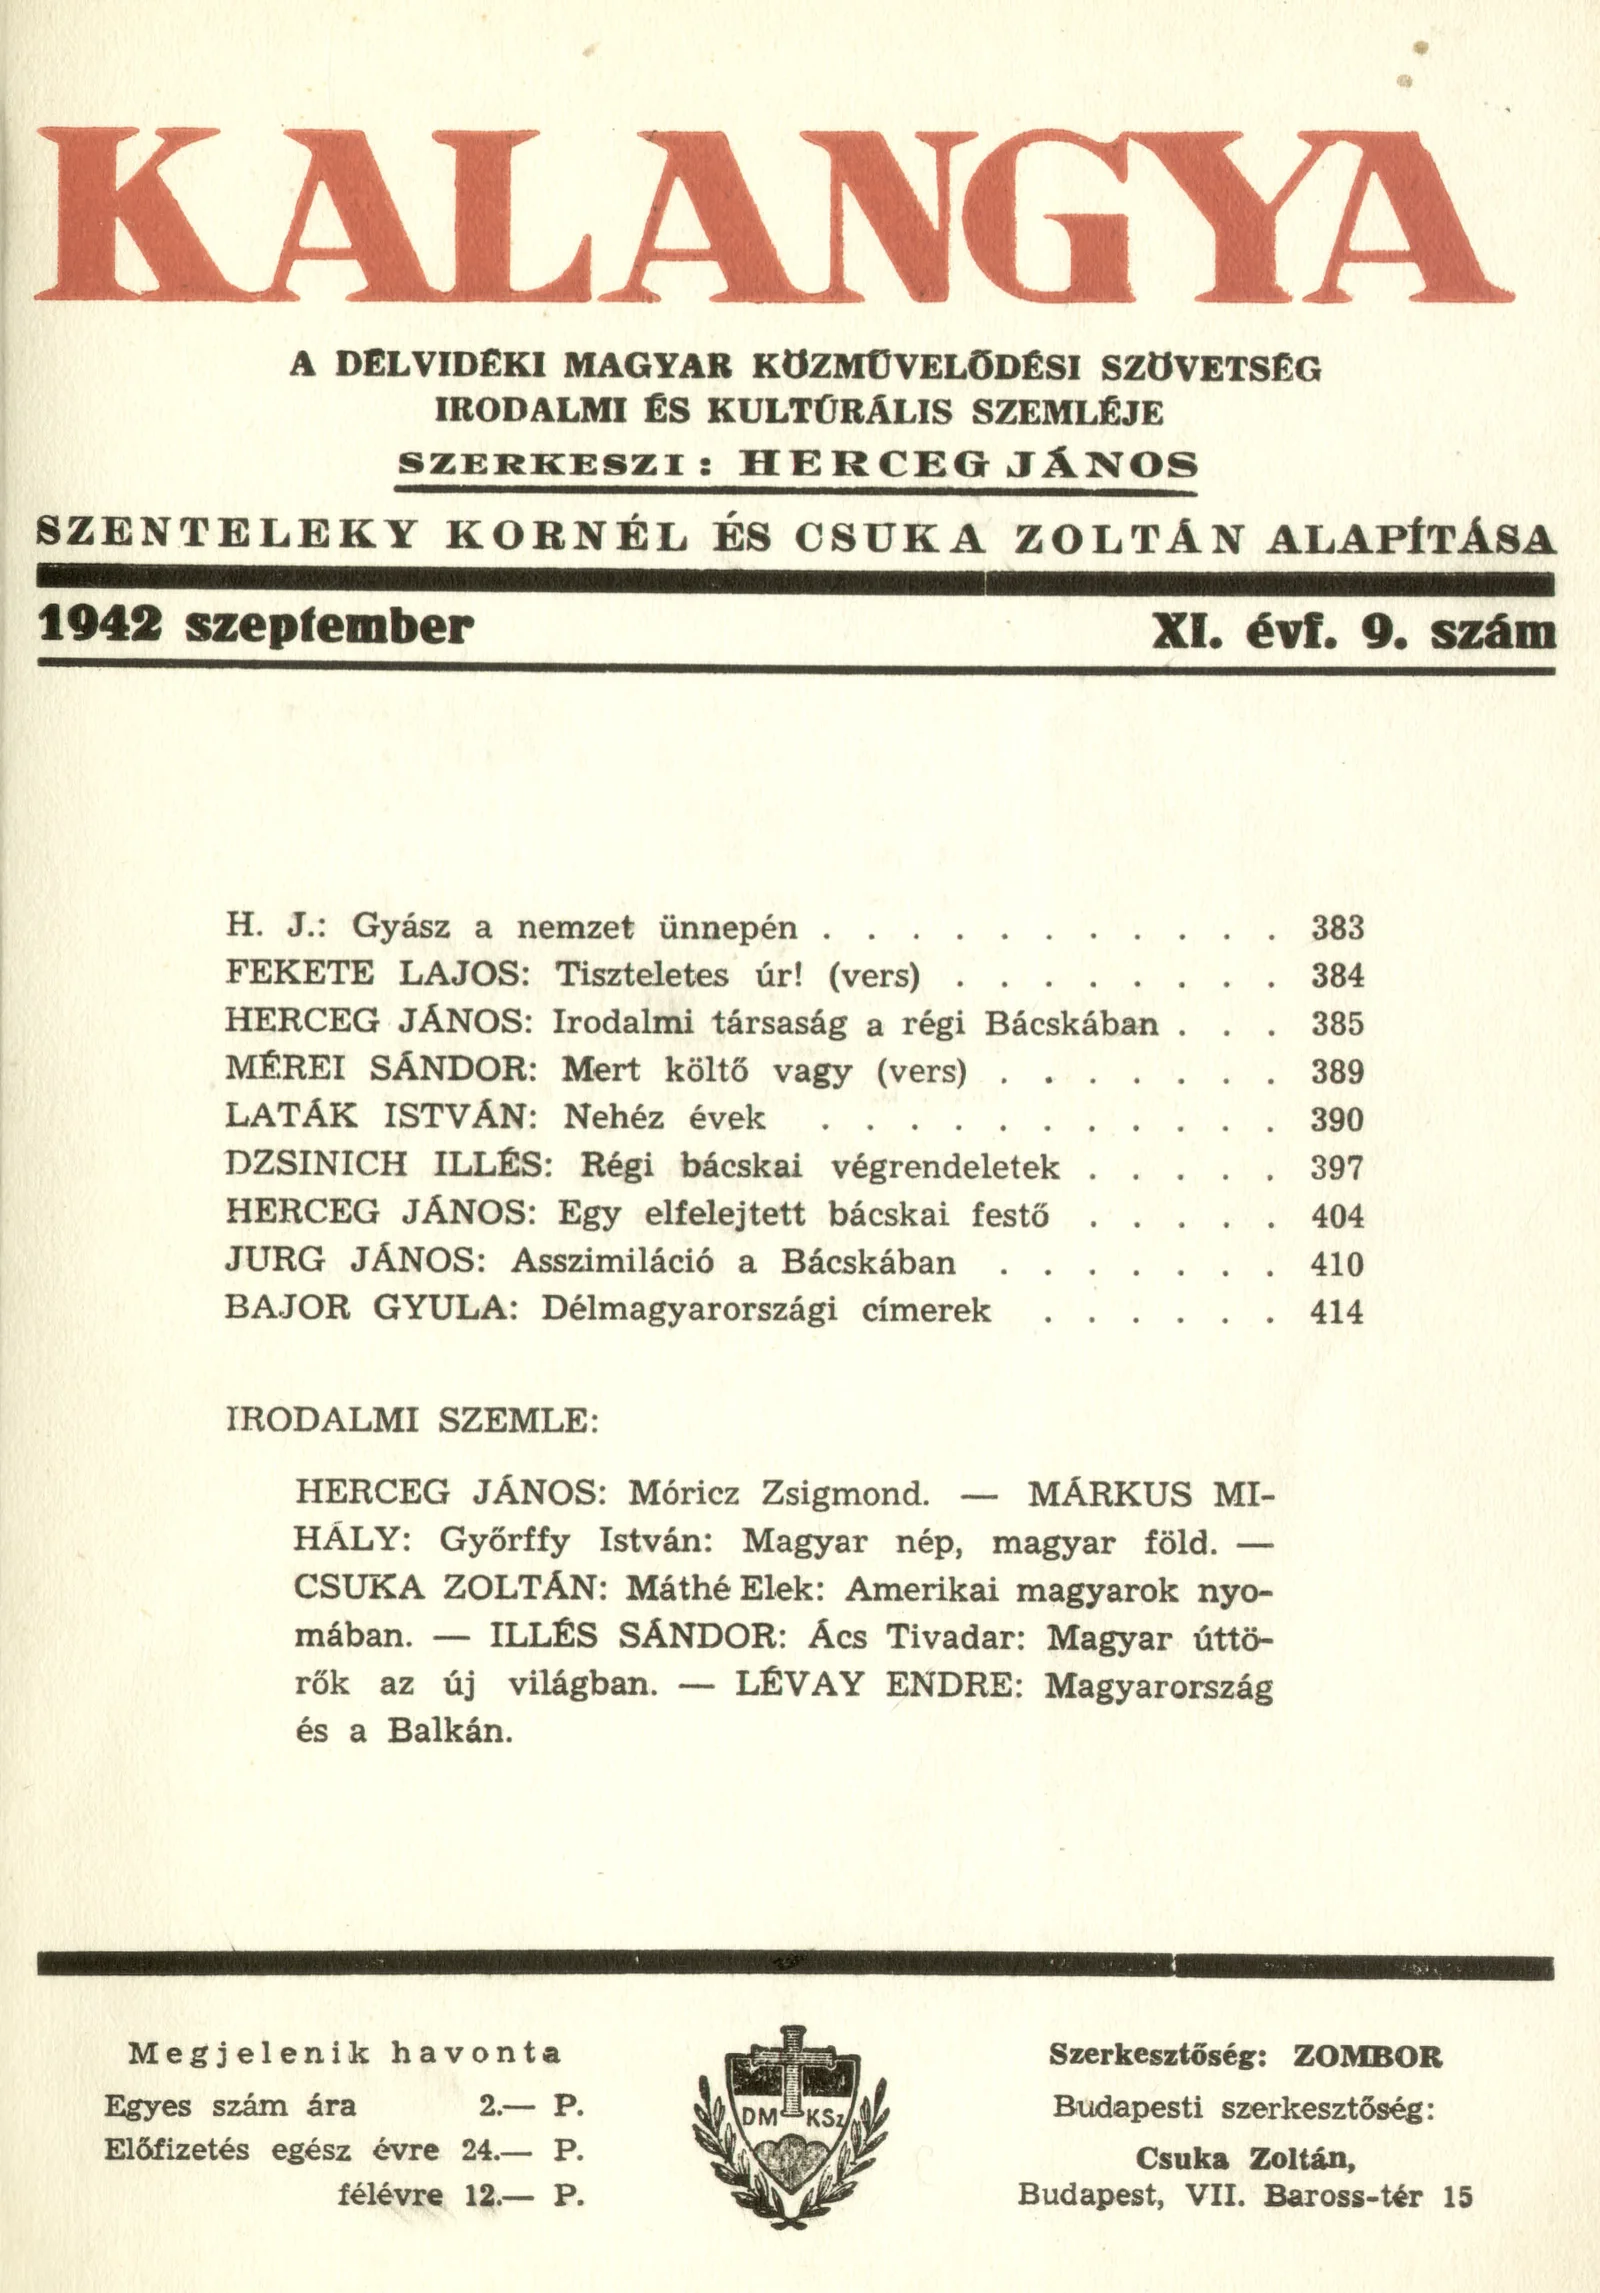 KALANGYA
A DÉLVIDÉKI MAGYAR KÖZMŰVELŐDÉSI SZÖVETSÉG
IRODALMI ÉS KULTÚRÁLIS SZEMLÉJE
SZERKESZI: HERCEG JÁNOS
SZENTELEKY KORNÉL ÉS CSUKA ZOLTÁN ALAPÍTÁSA
1942 szeptember XI. évf. 9. szám
H. J.: Gyász a nemzet ünnepén . . . . . . . . . . . 383
FEKETE LAJOS: Tiszteletes úr! (vers) . . . . . . . . 384
HERCEG JÁNOS: Irodalmi társaság a régi Bácskában . . . 385
MÉREI SÁNDOR: Mert költő vagy (vers) . . . . . . . 389
LATÁK ISTVÁN: Nehéz évek . . . . . . . . . . . 390
DZSINICH ILLÉS: Régi bácskai végrendeletek . . . . . 397
HERCEG JÁNOS: Egy elfelejtett bácskai festő . . . . . 404
JURG JÁNOS: Asszimiláció a Bácskában . . . . . . . 410
BAJOR GYULA: Délmagyarországi címerek . . . . . . 414
IRODALMI SZEMLE:
HERCEG JÁNOS: Móricz Zsigmond. — MÁRKUS MI-
HÁLY: Győrffy István: Magyar nép, magyar föld. —
CSUKA ZOLTÁN: Máthé Elek: Amerikai magyarok nyo-
mában. — ILLÉS SÁNDOR: Ács Tivadar: Magyar úttö-
rők az új világban. — LÉVAY ENDRE: Magyarország
és a Balkán.
Megjelenik havonta
Egyes szám ára 2.— P.
Előfizetés egész évre 24.— P.
félévre 12.— P.
DM KSz
Szerkesztőség: ZOMBOR
Budapesti szerkesztőség:
Csuka Zoltán,
Budapest, VII. Baross-tér 15